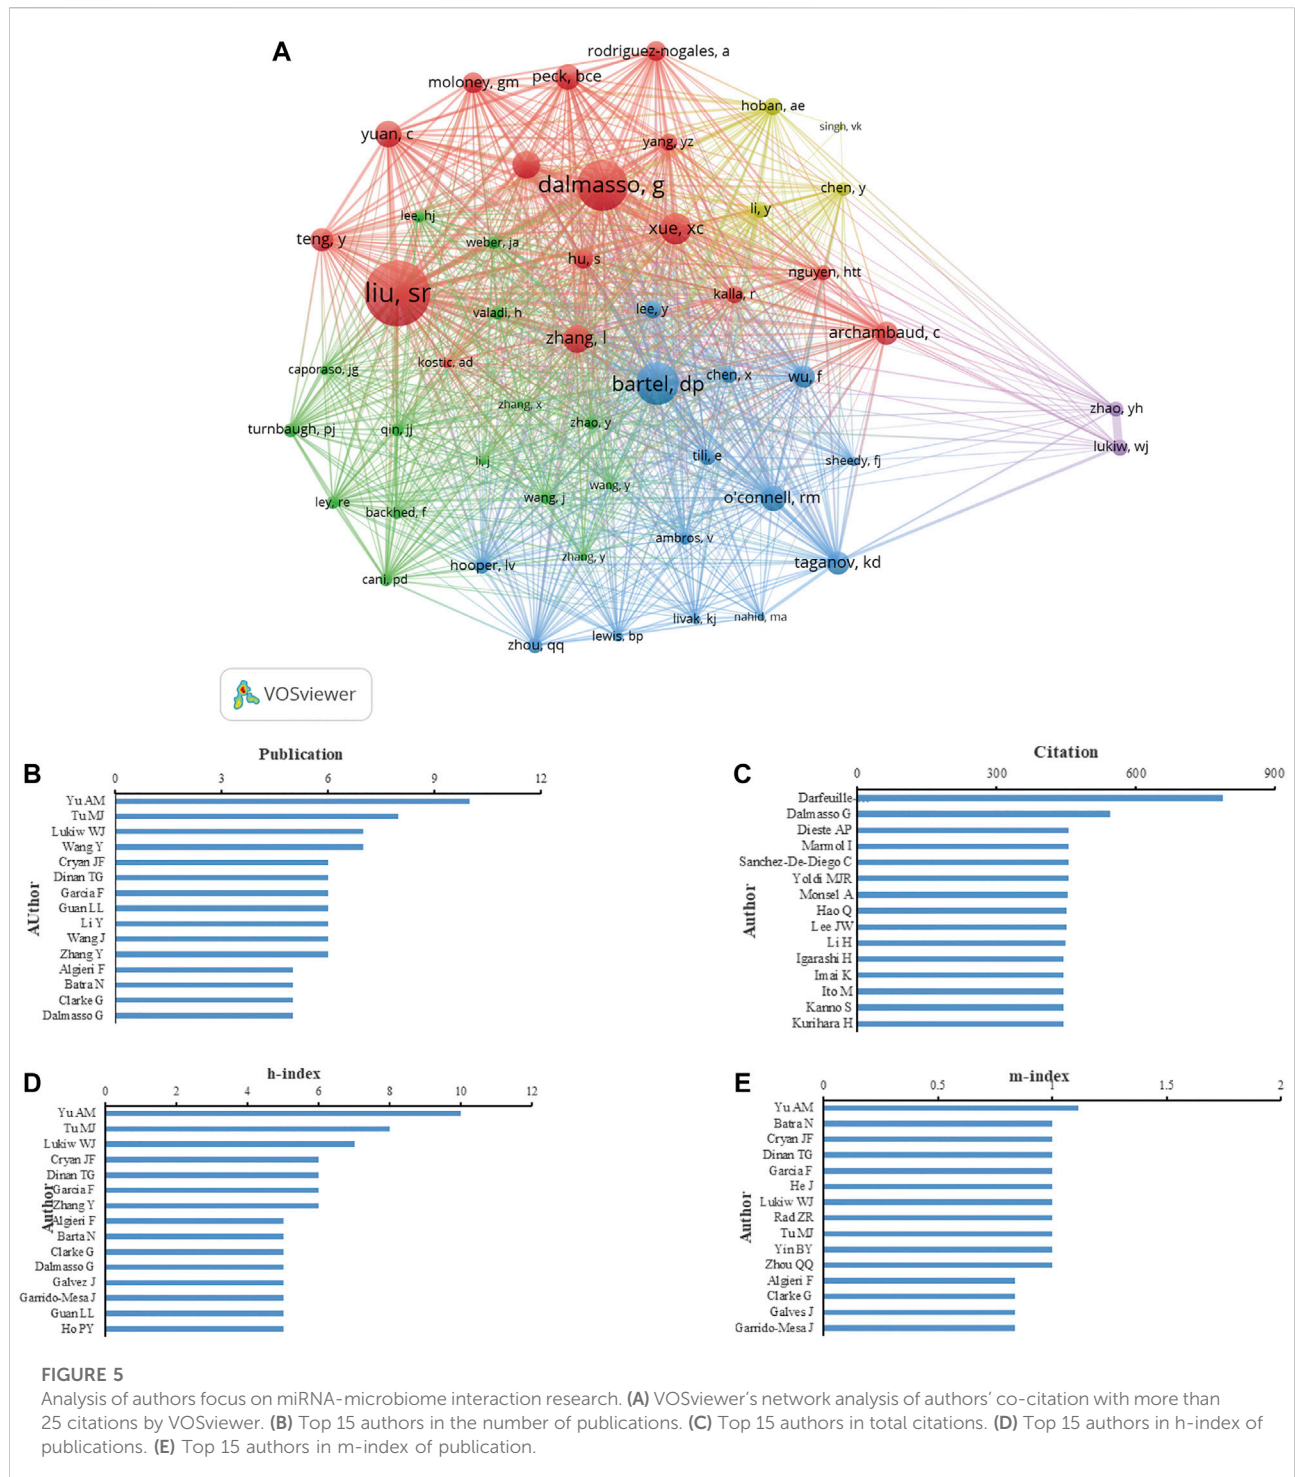 A
rodriguez-nogales, a
moloney, gm
peck, bce
hoban, ae
singh, vk
yuan, c
yang, yz
dalmasso, g
chen, y
lee, hj
li, y
teng, y
weber, ja
xue, xc
hu, s
nguyen, htt
liu, sr
kalla, r
valadi, h
lee, y
zhang, l
archambaud, c
kostic, ad
caporaso, jg
bartel, dp
chen, x
wu, f
zhang, x
zhao, yh
turnbaugh, pj
qin, jj
zhao, y
lukiw, wj
li, j
tili, e
sheedy, fj
wang, y
ley, re
wang, j
o'connell, rm
backhed, f
ambros, v
zhang, y
hooper, lv
taganov, kd
cani, pd
livak, kj
nahid, ma
lewis, bp
zhou, qq
VOSviewer
B
Publication
0 3 6 9 12
AUthor
Yu AM
Tu MJ
Lukiw WJ
Wang Y
Cryan JF
Dinan TG
Garcia F
Guan LL
Li Y
Wang J
Zhang Y
Algieri F
Batra N
Clarke G
Dalmasso G
C
Citation
0 300 600 900
Author
Darfeuille-...
Dalmasso G
Dieste AP
Marmol I
Sanchez-De-Diego C
Yoldi MJR
Monsel A
Hao Q
Lee JW
Li H
Igarashi H
Imai K
Ito M
Kanno S
Kurihara H
D
h-index
0 2 4 6 8 10 12
Author
Yu AM
Tu MJ
Lukiw WJ
Cryan JF
Dinan TG
Garcia F
Zhang Y
Algieri F
Barta N
Clarke G
Dalmasso G
Galvez J
Garrido-Mesa J
Guan LL
Ho PY
E
m-index
0 0.5 1 1.5 2
Author
Yu AM
Batra N
Cryan JF
Dinan TG
Garcia F
He J
Lukiw WJ
Rad ZR
Tu MJ
Yin BY
Zhou QQ
Algieri F
Clarke G
Galves J
Garrido-Mesa J
FIGURE 5
Analysis of authors focus on miRNA-microbiome interaction research. (A) VOSviewer's network analysis of authors' co-citation with more than
25 citations by VOSviewer. (B) Top 15 authors in the number of publications. (C) Top 15 authors in total citations. (D) Top 15 authors in h-index of
publications. (E) Top 15 authors in m-index of publication.